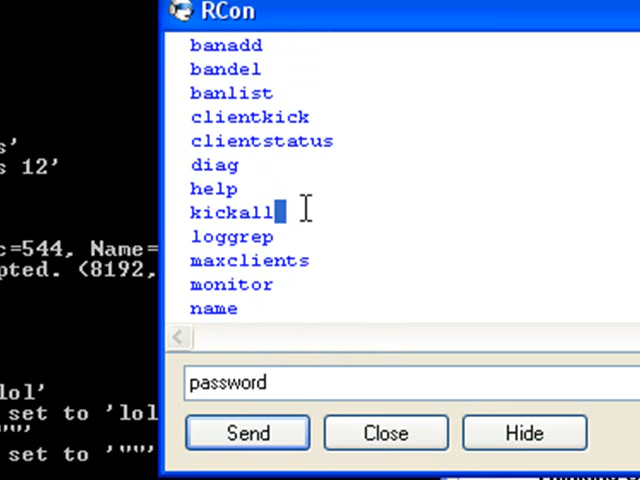 RCon
banadd
bandel
banlist
clientkick
clientstatus
diag
help
kickall
loggrep
maxclients
monitor
name
password
Send Close Hide
s'
s 12'
c=544, Name=
pted. (8192,
lol'
set to 'lol
""'
set to '""'